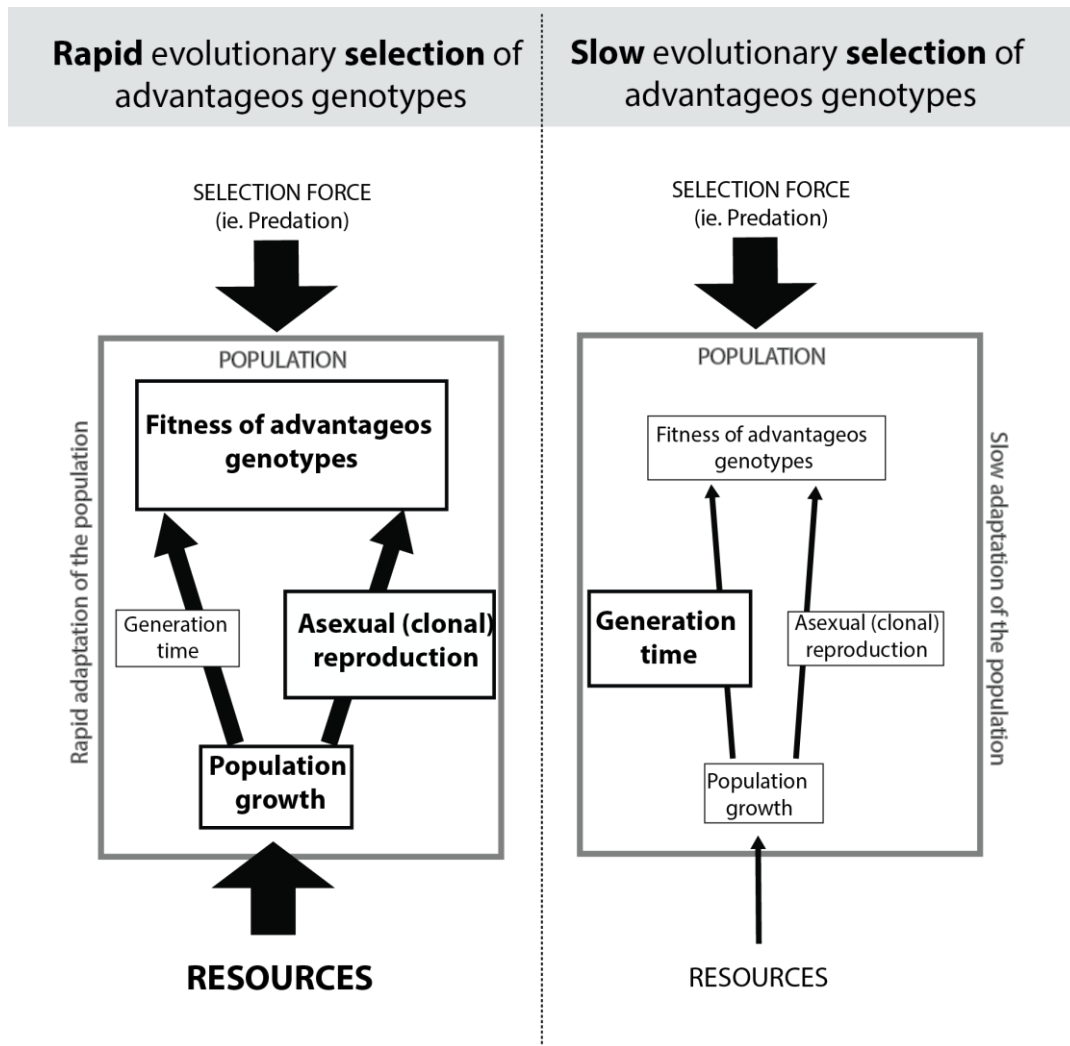 Rapid evolutionary selection of
advantageos genotypes
SELECTION FORCE
(ie. Predation)
POPULATION
Rapid adaptation of the population
Fitness of advantageos
genotypes
Generation
time
Asexual (clonal)
reproduction
Population
growth
RESOURCES
Slow evolutionary selection of
advantageos genotypes
SELECTION FORCE
(ie. Predation)
POPULATION
Fitness of advantageos
genotypes
Slow adaptation of the population
Generation
time
Asexual (clonal)
reproduction
Population
growth
RESOURCES